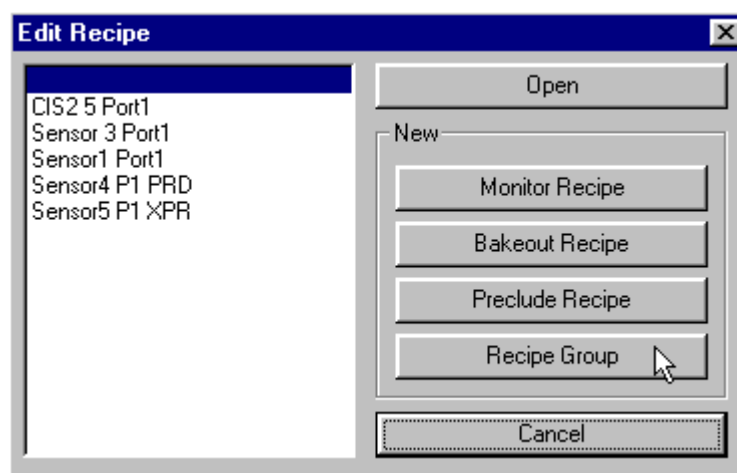 Edit Recipe
CIS2 5 Port1
Sensor 3 Port1
Sensor1 Port1
Sensor4 P1 PRD
Sensor5 P1 XPR
Open
New
Monitor Recipe
Bakeout Recipe
Preclude Recipe
Recipe Group
Cancel